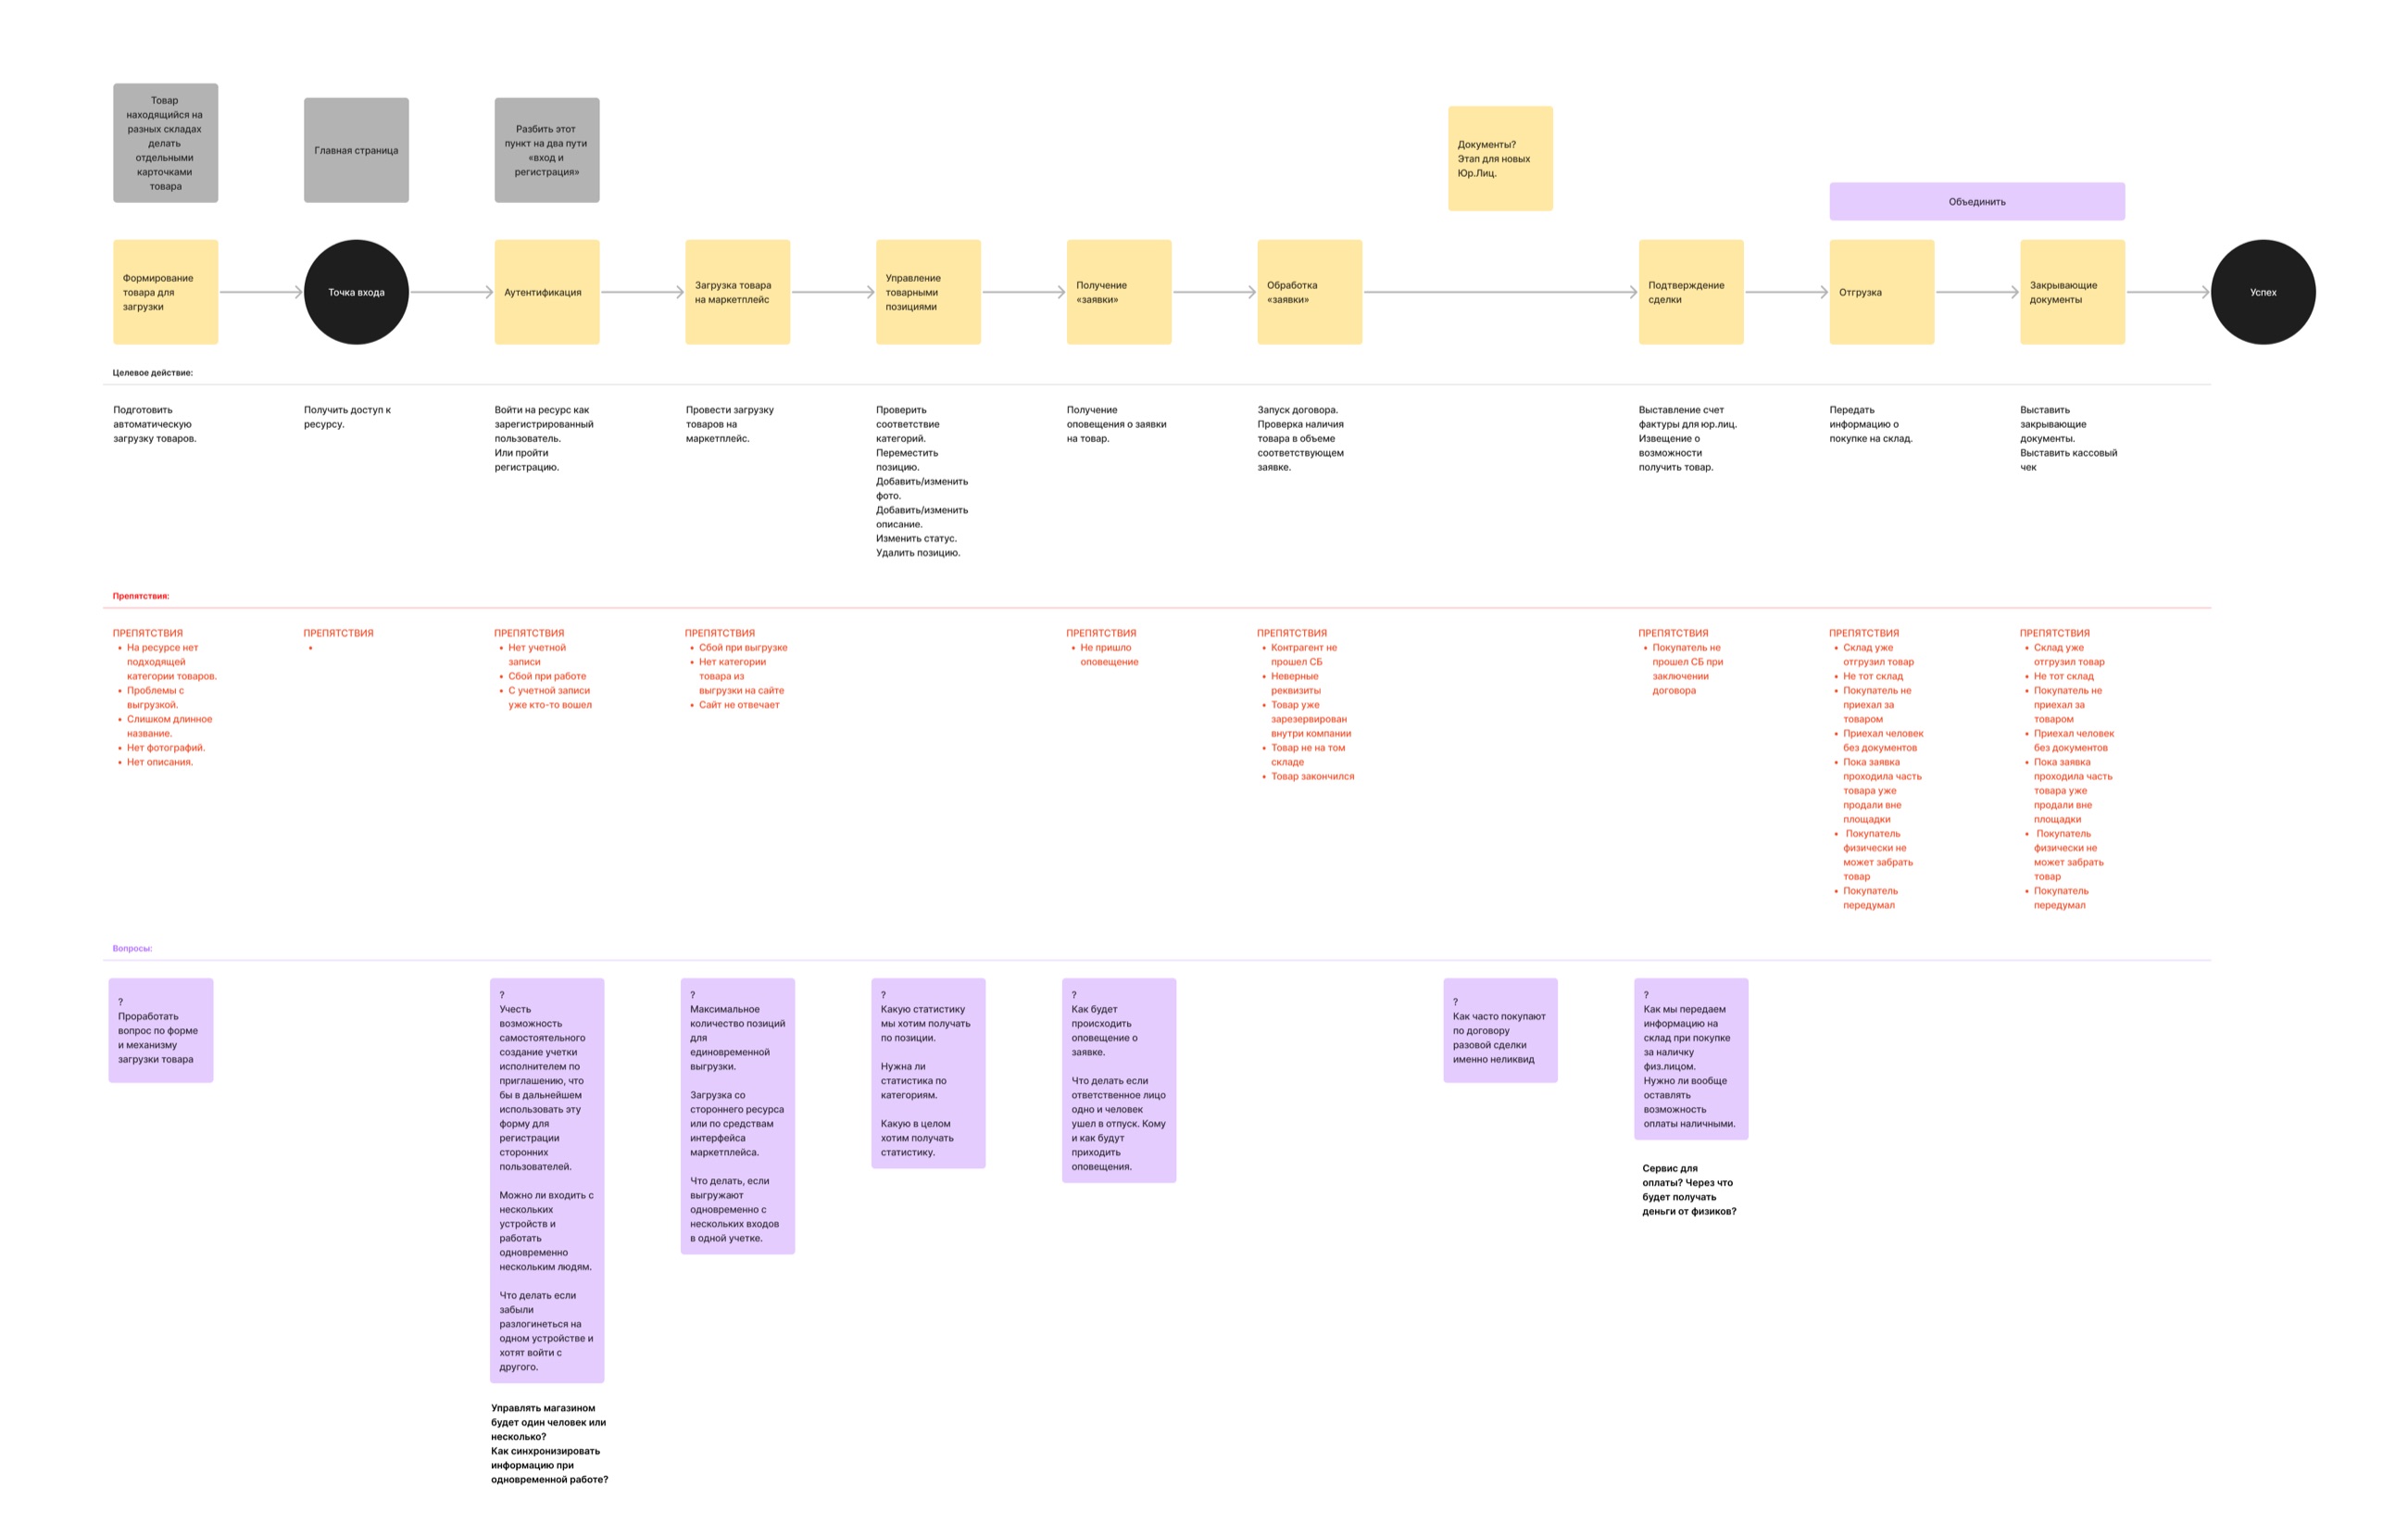 Товар
находящийся на
разных складах
делать
отдельными
карточками
товара
Главная страница
Разбить этот
пункт на два пути
«вход и
регистрация»
Документы?
Этап для новых
Юр.Лиц.
Объединить
Формирование
товара для
загрузки
Точка входа
Аутентификация
Загрузка товара
на маркетплейс
Управление
товарными
позициями
Получение
«заявки»
Обработка
«заявки»
Подтверждение
сделки
Отгрузка
Закрывающие
документы
Успех
Целевое действие:
Подготовить
автоматическую
загрузку товаров.
Получить доступ к
ресурсу.
Войти на ресурс как
зарегистрированный
пользователь.
Или пройти
регистрацию.
Провести загрузку
товаров на
маркетплейс.
Проверить
соответствие
категорий.
Переместить
позицию.
Добавить/изменить
фото.
Добавить/изменить
описание.
Изменить статус.
Удалить позицию.
Получение
оповещения о заявки
на товар.
Запуск договора.
Проверка наличия
товара в объеме
соответствующем
заявке.
Выставление счет
фактуры для юр.лиц.
Извещение о
возможности
получить товар.
Передать
информацию о
покупке на склад.
Выставить
закрывающие
документы.
Выставить кассовый
чек
Препятствия:
ПРЕПЯТСТВИЯ
• На ресурсе нет
подходящей
категории товаров.
• Проблемы с
выгрузкой.
• Слишком длинное
название.
• Нет фотографий.
• Нет описания.
ПРЕПЯТСТВИЯ
•
ПРЕПЯТСТВИЯ
• Нет учетной
записи
• Сбой при работе
• С учетной записи
уже кто-то вошел
ПРЕПЯТСТВИЯ
• Сбой при выгрузке
• Нет категории
товара из
выгрузки на сайте
• Сайт не отвечает
ПРЕПЯТСТВИЯ
• Не пришло
оповещение
ПРЕПЯТСТВИЯ
• Контрагент не
прошел СБ
• Неверные
реквизиты
• Товар уже
зарезервирован
внутри компании
• Товар не на том
складе
• Товар закончился
ПРЕПЯТСТВИЯ
• Покупатель не
прошел СБ при
заключении
договора
ПРЕПЯТСТВИЯ
• Склад уже
отгрузил товар
• Не тот склад
• Покупатель не
приехал за
товаром
• Приехал человек
без документов
• Пока заявка
проходила часть
товара уже
продали вне
площадки
• Покупатель
физически не
может забрать
товар
• Покупатель
передумал
ПРЕПЯТСТВИЯ
• Склад уже
отгрузил товар
• Не тот склад
• Покупатель не
приехал за
товаром
• Приехал человек
без документов
• Пока заявка
проходила часть
товара уже
продали вне
площадки
• Покупатель
физически не
может забрать
товар
• Покупатель
передумал
Вопросы:
?
Проработать
вопрос по форме
и механизму
загрузки товара
?
Учесть
возможность
самостоятельного
создание учетки
исполнителем по
приглашению, что
бы в дальнейшем
использовать эту
форму для
регистрации
сторонних
пользователей.
Можно ли входить с
нескольких
устройств и
работать
одновременно
нескольким людям.
Что делать если
забыли
разлогинеться на
одном устройстве и
хотят войти с
другого.
Управлять магазином
будет один человек или
несколько?
Как синхронизировать
информацию при
одновременной работе?
?
Максимальное
количество позиций
для
единовременной
выгрузки.
Загрузка со
стороннего ресурса
или по средствам
интерфейса
маркетплейса.
Что делать, если
выгружают
одновременно с
нескольких входов
в одной учетке.
?
Какую статистику
мы хотим получать
по позиции.
Нужна ли
статистика по
категориям.
Какую в целом
хотим получать
статистику.
?
Как будет
происходить
оповещение о
заявке.
Что делать если
ответственное лицо
одно и человек
ушел в отпуск. Кому
и как будут
приходить
оповещения.
?
Как часто покупают
по договору
разовой сделки
именно неликвид
?
Как мы передаем
информацию на
склад при покупке
за наличку
физ.лицом.
Нужно ли вообще
оставлять
возможность
оплаты наличными.
Сервис для
оплаты? Через что
будет получать
деньги от физиков?